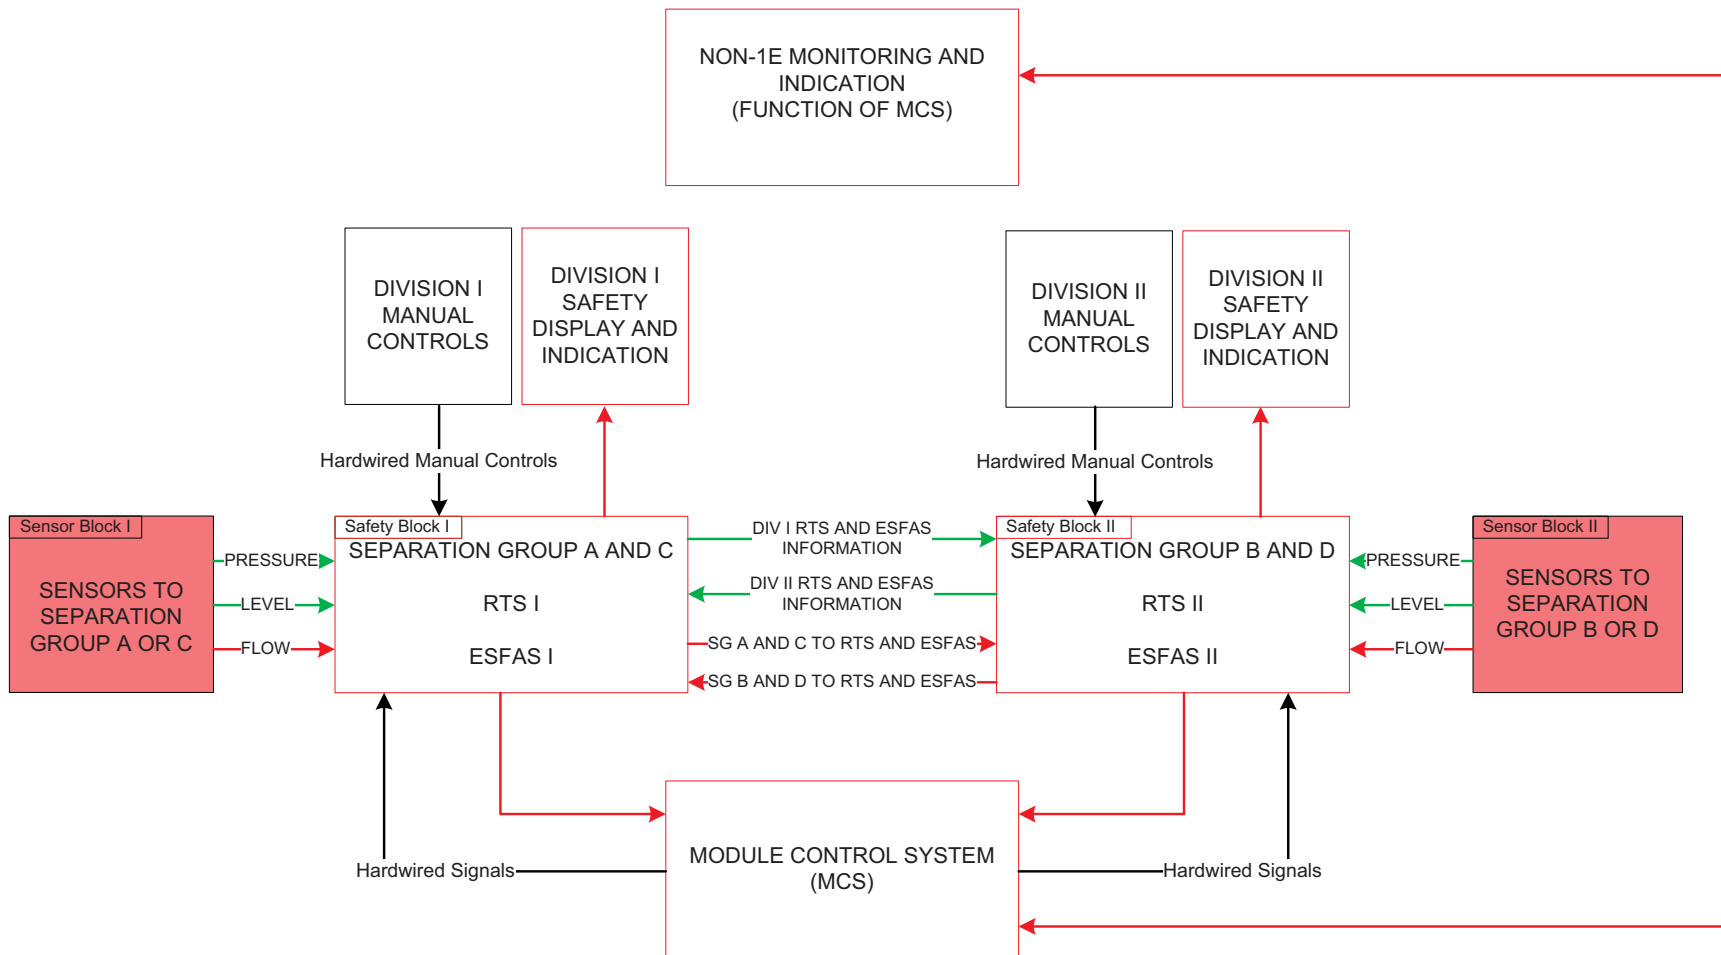 NON-1E MONITORING AND
INDICATION
(FUNCTION OF MCS)
DIVISION I
MANUAL
CONTROLS
DIVISION I
SAFETY
DISPLAY AND
INDICATION
DIVISION II
MANUAL
CONTROLS
DIVISION II
SAFETY
DISPLAY AND
INDICATION
Hardwired Manual Controls
Hardwired Manual Controls
Sensor Block I
SENSORS TO
SEPARATION
GROUP A OR C
PRESSURE
LEVEL
FLOW
Safety Block I
SEPARATION GROUP A AND C
RTS I
ESFAS I
DIV I RTS AND ESFAS
INFORMATION
DIV II RTS AND ESFAS
INFORMATION
SG A AND C TO RTS AND ESFAS
SG B AND D TO RTS AND ESFAS
Safety Block II
SEPARATION GROUP B AND D
RTS II
ESFAS II
PRESSURE
LEVEL
FLOW
Sensor Block II
SENSORS TO
SEPARATION
GROUP B OR D
Hardwired Signals
MODULE CONTROL SYSTEM
(MCS)
Hardwired Signals